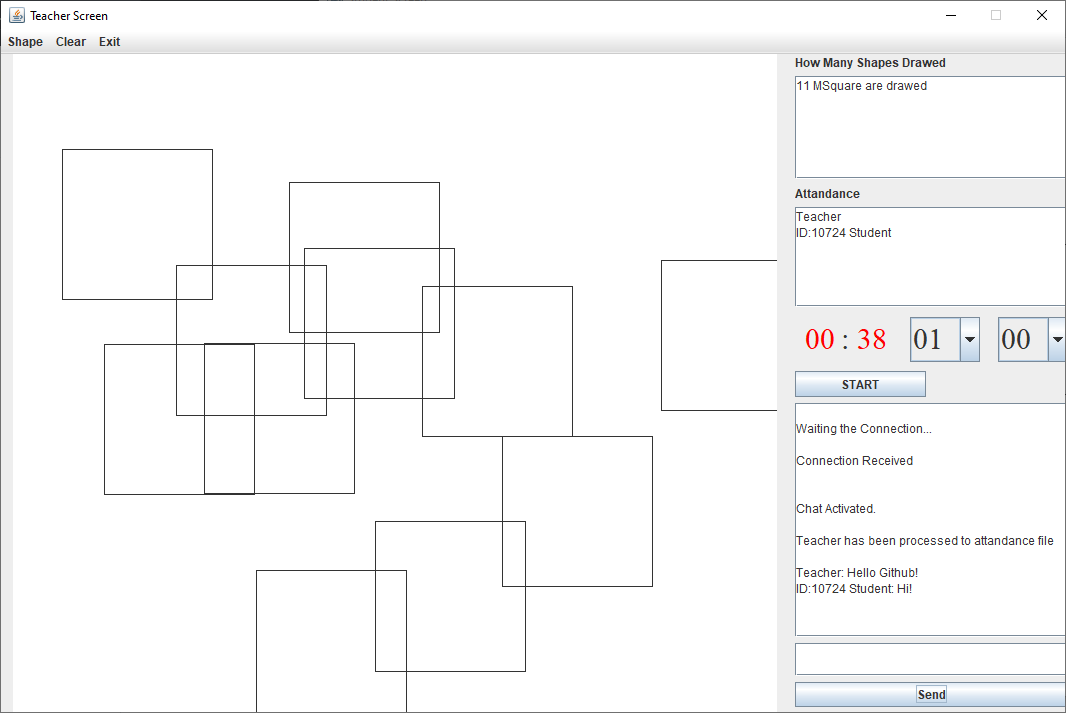 Teacher Screen
Shape Clear Exit
How Many Shapes Drawed
11 MSquare are drawed
Attandance
Teacher
ID:10724 Student
00 : 38 01 00
START
Waiting the Connection...
Connection Received
Chat Activated.
Teacher has been processed to attandance file
Teacher: Hello Github!
ID:10724 Student: Hi!
Send